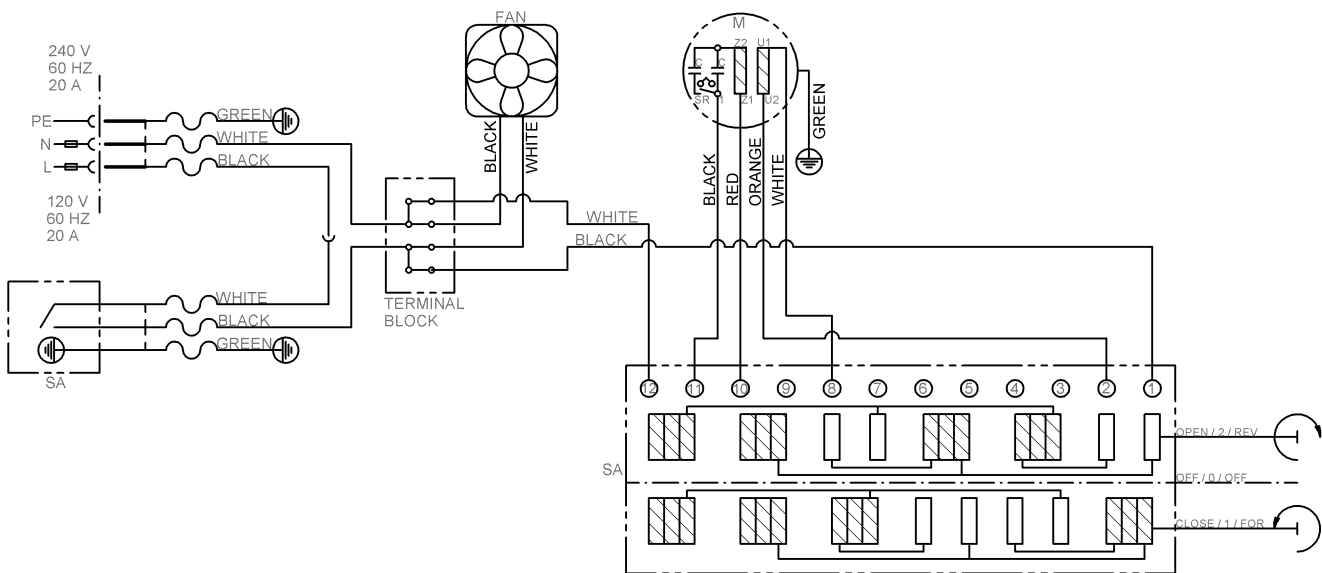 FAN
M
240 V
60 HZ
20 A
Z2 U1
C C
SR 1 Z1 U2
PE
N
L
GREEN
WHITE
BLACK
BLACK
WHITE
GREEN
BLACK
RED
ORANGE
WHITE
120 V
60 HZ
20 A
WHITE
BLACK
WHITE
BLACK
GREEN
TERMINAL
BLOCK
SA
12 11 10 9 8 7 6 5 4 3 2 1
OPEN / 2 / REV
SA
OFF / 0 / OFF
CLOSE / 1 / FOR